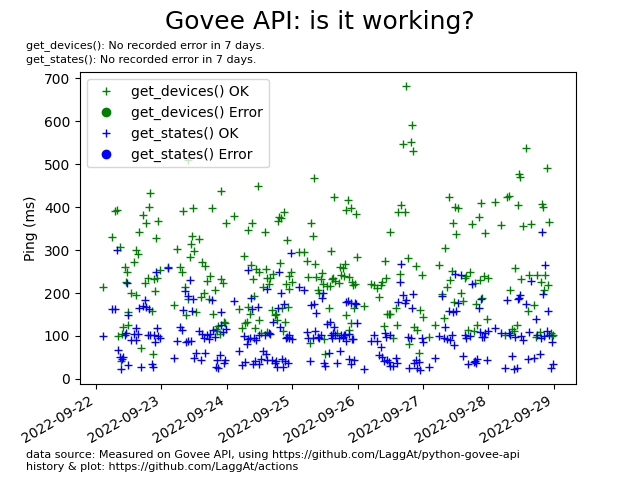 Govee API: is it working?
get_devices(): No recorded error in 7 days.
get_states(): No recorded error in 7 days.
get_devices() OK
get_devices() Error
get_states() OK
get_states() Error
Ping (ms)
700
600
500
400
300
200
100
0
2022-09-22
2022-09-23
2022-09-24
2022-09-25
2022-09-26
2022-09-27
2022-09-28
2022-09-29
data source: Measured on Govee API, using https://github.com/LaggAt/python-govee-api
history & plot: https://github.com/LaggAt/actions